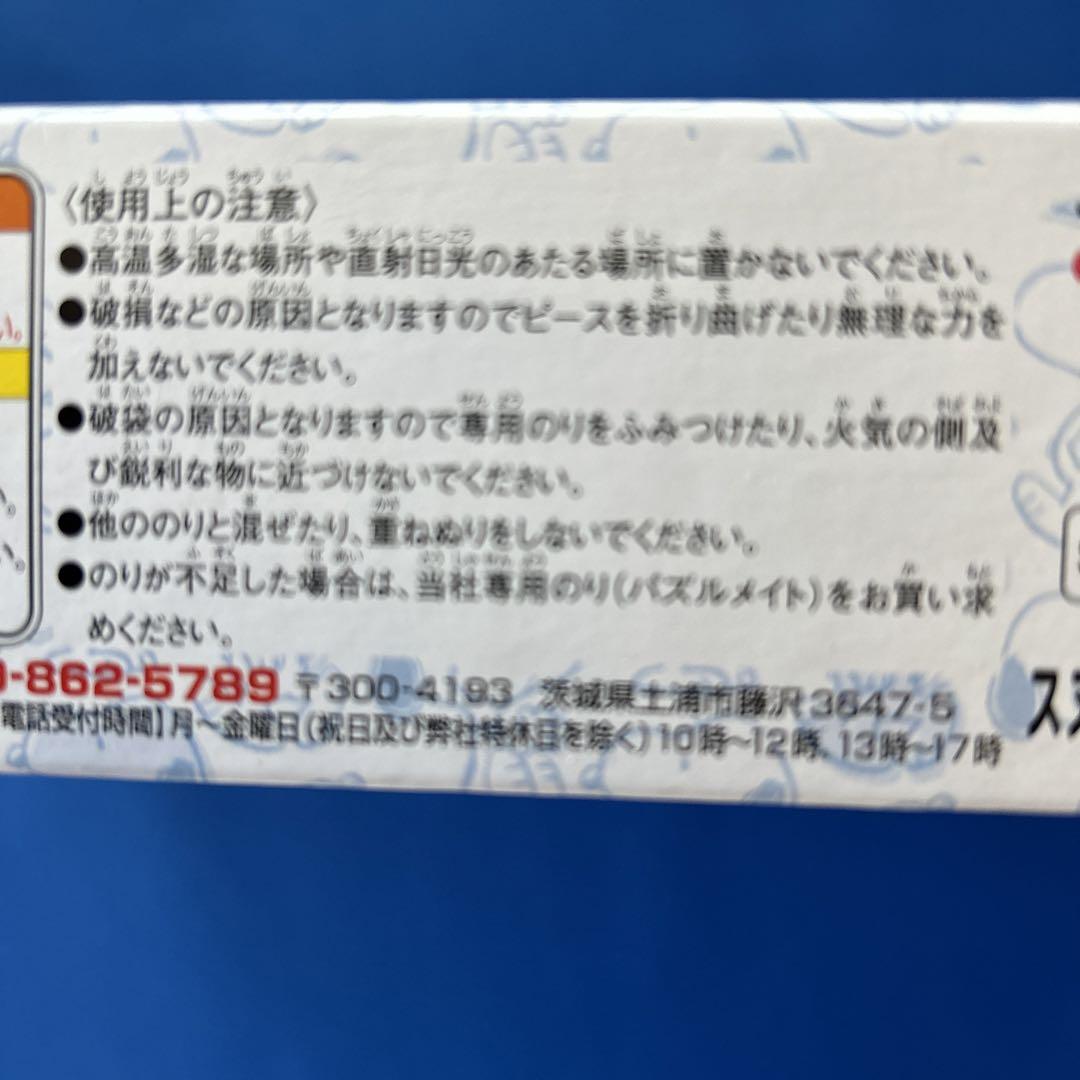 〈使用上の注意〉
●高温多湿な場所や直射日光のあたる場所に置かないでください。
●破損などの原因となりますのでピースを折り曲げたり無理な力を
加えないでください。
●破袋の原因となりますので専用のりをふみつけたり、火気の側及
び鋭利な物に近づけないでください。
●他ののりと混ぜたり、重ねぬりをしないでください。
●のりが不足した場合は、当社専用のり(パズルメイト)をお買い求
めください。
-862-5789 〒300-4193 茨城県土浦市藤沢3647-5
電話受付時間】月〜金曜日(祝日及び弊社特休日を除く)10時〜12時、13時〜17時